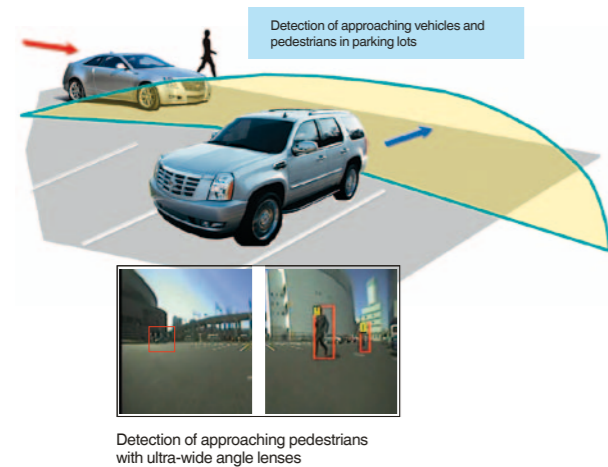 Detection of approaching vehicles and
pedestrians in parking lots
Detection of approaching pedestrians
with ultra-wide angle lenses